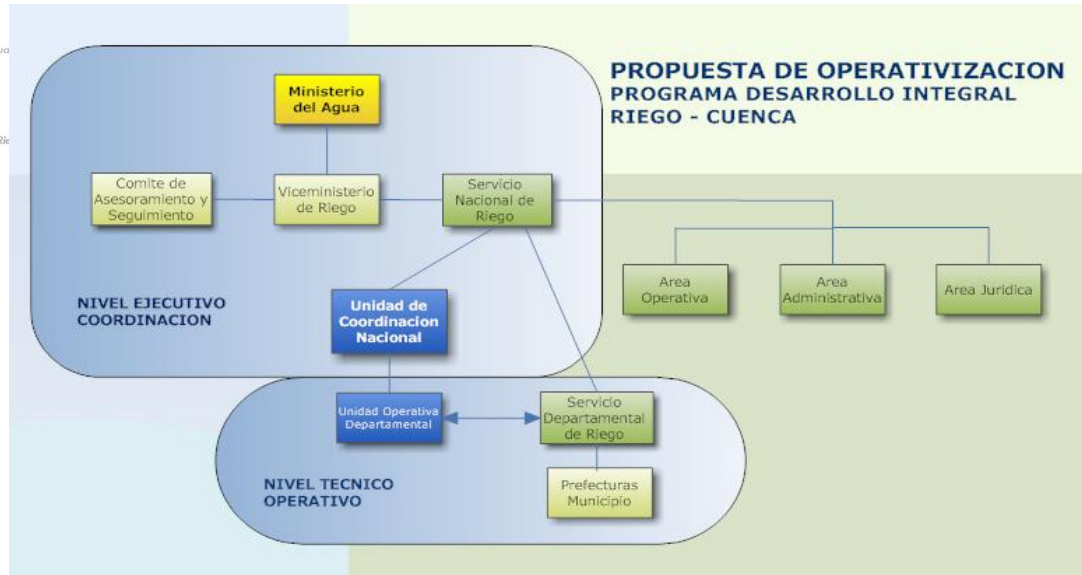 PROPUESTA DE OPERATIVIZACION
PROGRAMA DESARROLLO INTEGRAL
RIEGO - CUENCA
Ministerio
del Agua
Comite de
Asesoramiento y
Seguimiento
Viceministerio
de Riego
Servicio
Nacional de
Riego
Area
Operativa
Area
Administrativa
Area Juridica
NIVEL EJECUTIVO
COORDINACION
Unidad de
Coordinacion
Nacional
Unidad Operativa
Departamental
Servicio
Departamental
de Riego
NIVEL TECNICO
OPERATIVO
Prefecturas
Municipio